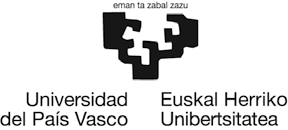 eman ta zabal zazu
Universidad
del País Vasco
Euskal Herriko
Unibertsitatea